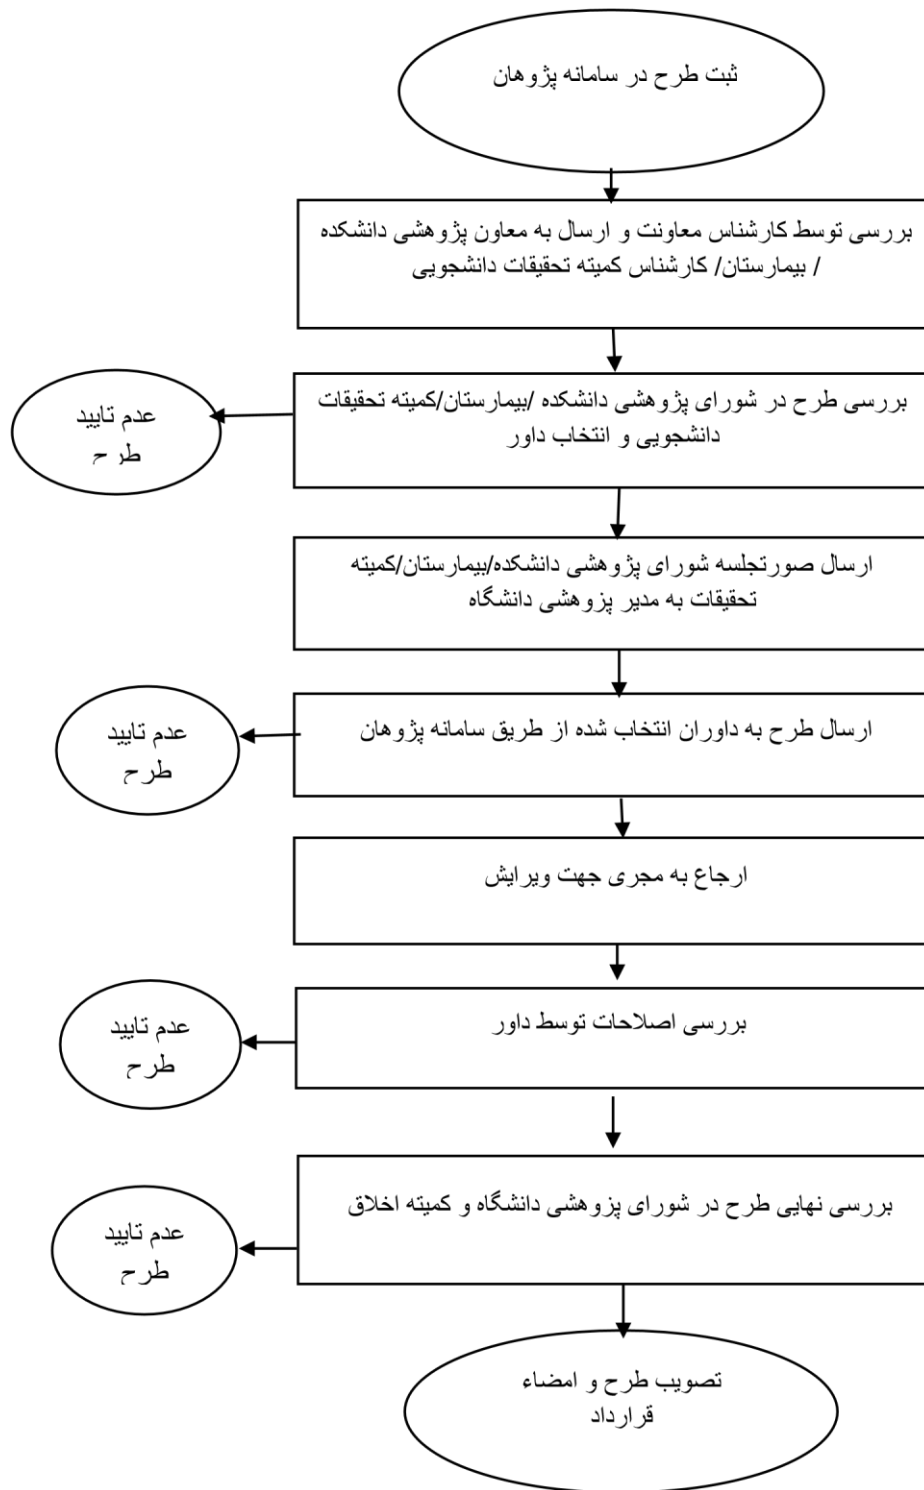 ثبت طرح در سامانه پژوهان
بررسی توسط کارشناس معاونت و ارسال به معاون پژوهشی دانشکده
/ بیمارستان/ کارشناس کمیته تحقیقات دانشجویی
بررسی طرح در شورای پژوهشی دانشکده /بیمارستان/کمیته تحقیقات
دانشجویی و انتخاب داور
عدم تایید
طرح
ارسال صورتجلسه شورای پژوهشی دانشکده/بیمارستان/کمیته
تحقیقات به مدیر پزوهشی دانشگاه
ارسال طرح به داوران انتخاب شده از طریق سامانه پژوهان
عدم تایید
طرح
ارجاع به مجری جهت ویرایش
بررسی اصلاحات توسط داور
عدم تایید
طرح
بررسی نهایی طرح در شورای پزوهشی دانشگاه و کمیته اخلاق
عدم تایید
طرح
تصویب طرح و امضاء
قرارداد